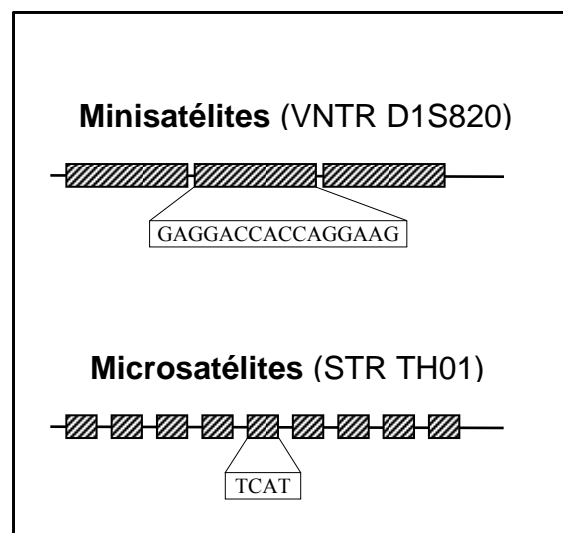 Minisatélites (VNTR D1S820)
GAGGACCACCAGGAAG
Microsatélites (STR TH01)
TCAT